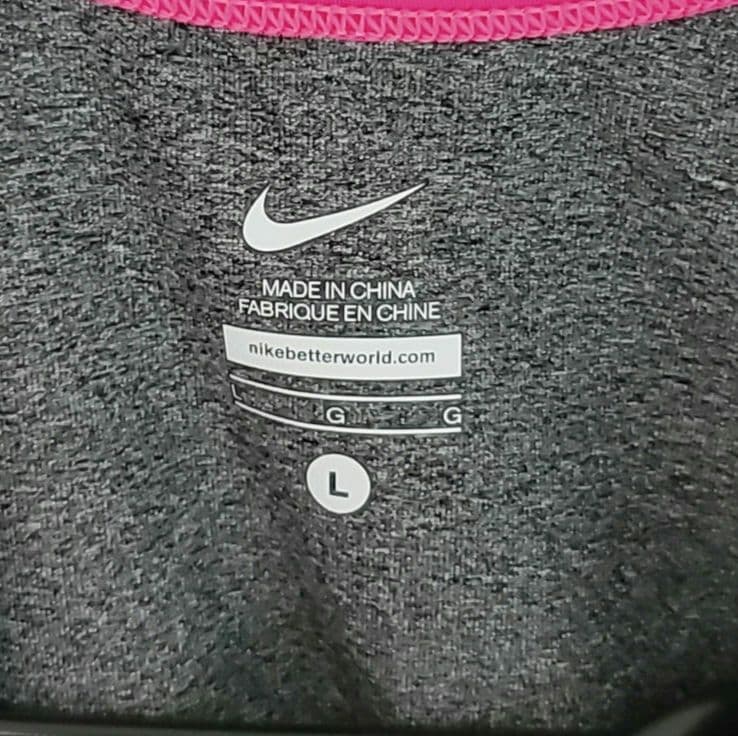 MADE IN CHINA
FABRIQUE EN CHINE
nikebetterworld.com
L G G
L